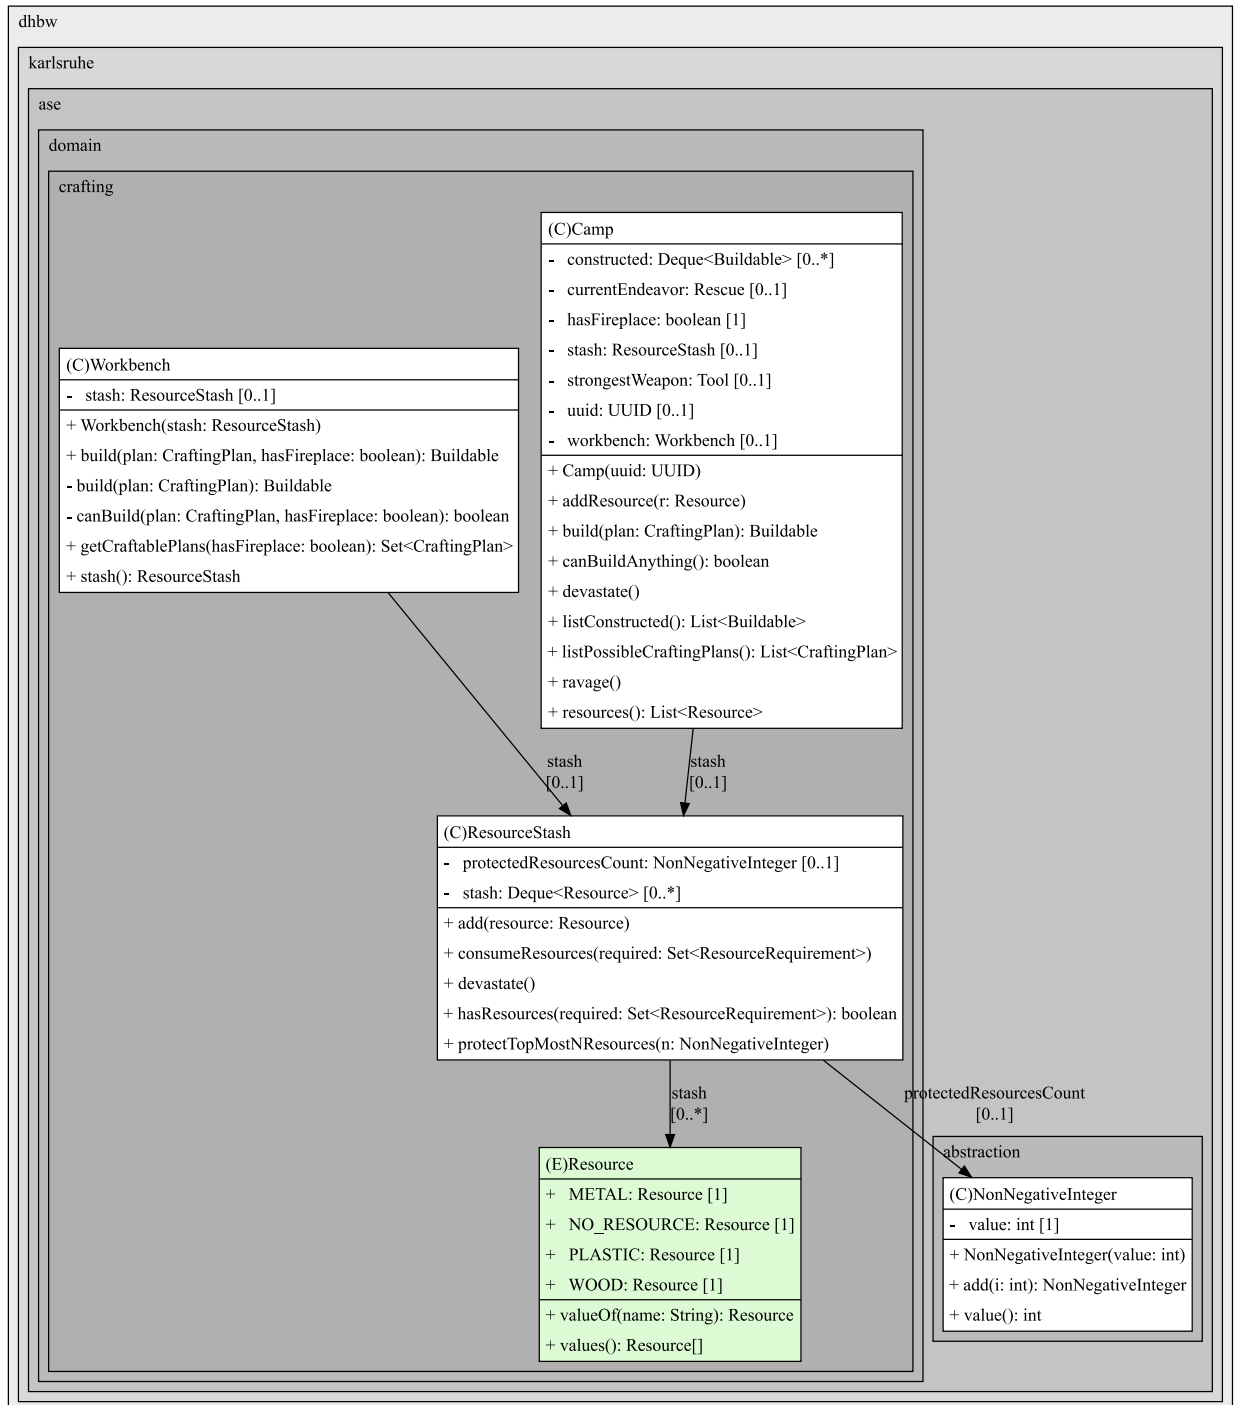 dhbw
karlsruhe
ase
domain
crafting
(C)Camp
- constructed: Deque<Buildable> [0..*]
- currentEndeavor: Rescue [0..1]
- hasFireplace: boolean [1]
- stash: ResourceStash [0..1]
- strongestWeapon: Tool [0..1]
- uuid: UUID [0..1]
- workbench: Workbench [0..1]
+ Camp(uuid: UUID)
+ addResource(r: Resource)
+ build(plan: CraftingPlan): Buildable
+ canBuildAnything(): boolean
+ devastate()
+ listConstructed(): List<Buildable>
+ listPossibleCraftingPlans(): List<CraftingPlan>
+ ravage()
+ resources(): List<Resource>
(C)Workbench
- stash: ResourceStash [0..1]
+ Workbench(stash: ResourceStash)
+ build(plan: CraftingPlan, hasFireplace: boolean): Buildable
- build(plan: CraftingPlan): Buildable
- canBuild(plan: CraftingPlan, hasFireplace: boolean): boolean
+ getCraftablePlans(hasFireplace: boolean): Set<CraftingPlan>
+ stash(): ResourceStash
stash
[0..1]
stash
[0..1]
(C)ResourceStash
- protectedResourcesCount: NonNegativeInteger [0..1]
- stash: Deque<Resource> [0..*]
+ add(resource: Resource)
+ consumeResources(required: Set<ResourceRequirement>)
+ devastate()
+ hasResources(required: Set<ResourceRequirement>): boolean
+ protectTopMostNResources(n: NonNegativeInteger)
stash
[0..*]
protectedResourcesCount
[0..1]
(E)Resource
+ METAL: Resource [1]
+ NO_RESOURCE: Resource [1]
+ PLASTIC: Resource [1]
+ WOOD: Resource [1]
+ valueOf(name: String): Resource
+ values(): Resource[]
abstraction
(C)NonNegativeInteger
- value: int [1]
+ NonNegativeInteger(value: int)
+ add(i: int): NonNegativeInteger
+ value(): int